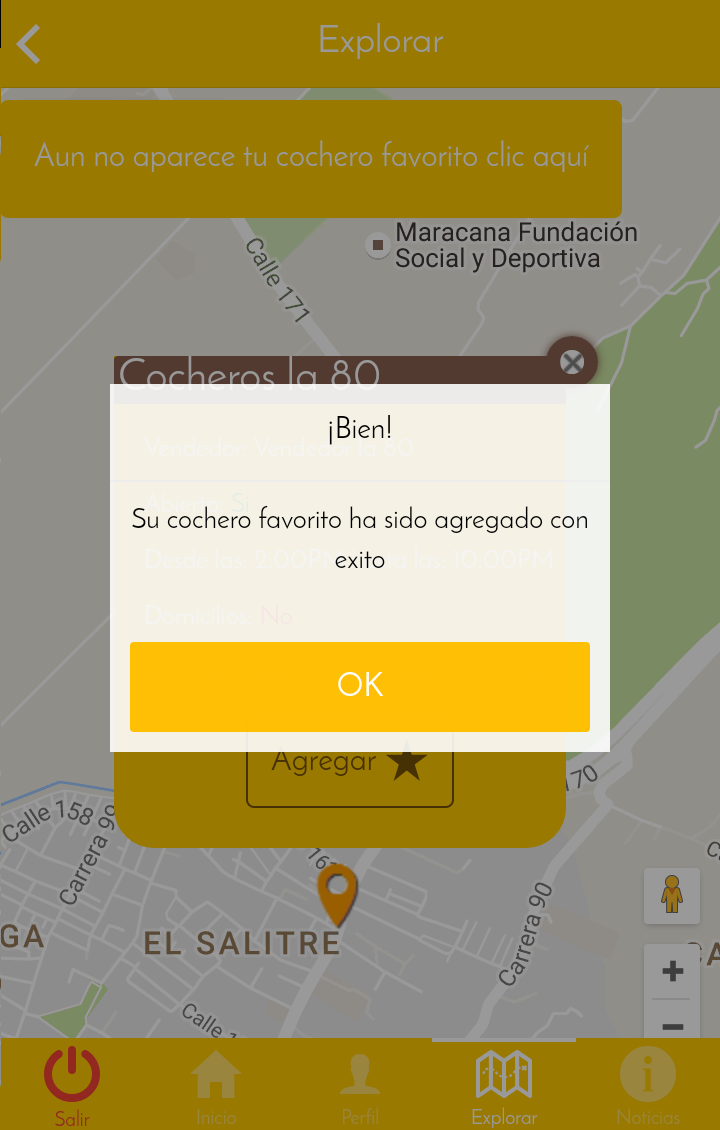 Explorar
Aun no aparece tu cochero favorito clic aquí
Maracana Fundación
Social y Deportiva
Calle 171
Cocheros la 80
¡Bien!
Vendedor: Vendedor la 80
Abierto: Si
Su cochero favorito ha sido agregado con
exito
Desde las: 2:00PM
las: 10:00PM
Domicilios: No
OK
Agregar
170
Calle 158
Carrera 99
GA
EL SALITRE
Carrera 90
CA
Calle 1
Salir
Inicio
Perfil
Explorar
Noticias